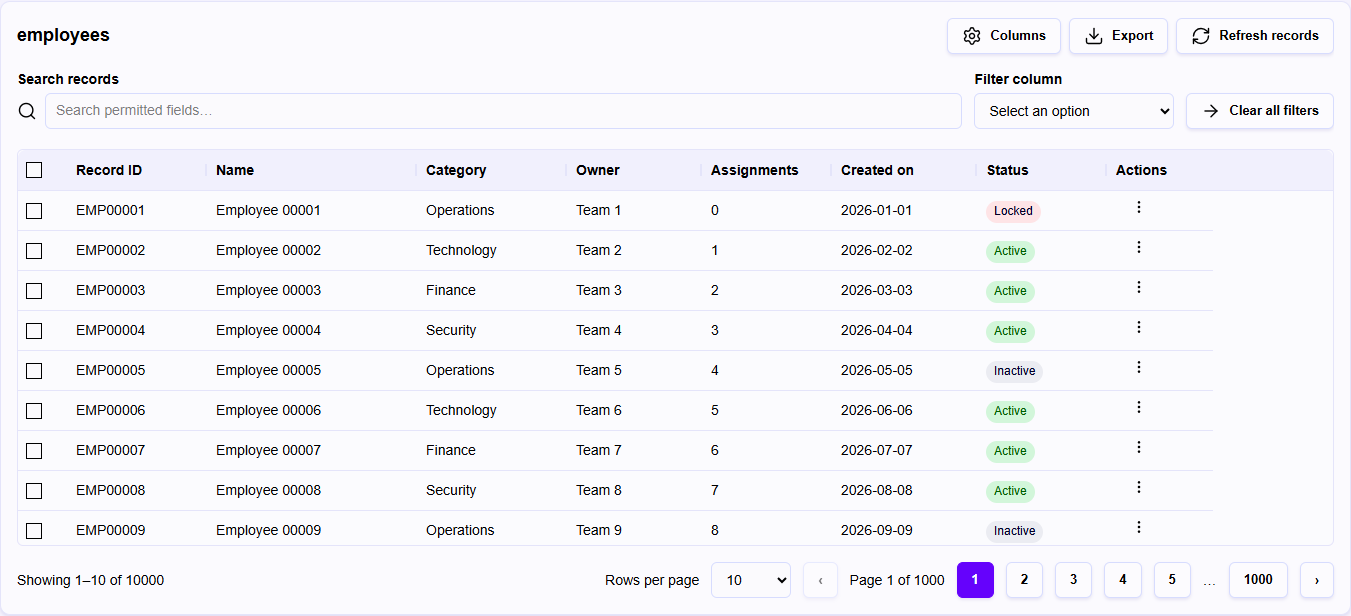 employees
Columns Export Refresh records
Search records Filter column
Search permitted fields... Select an option Clear all filters
Record ID Name Category Owner Assignments Created on Status Actions
EMP00001 Employee 00001 Operations Team 1 0 2026-01-01 Locked
EMP00002 Employee 00002 Technology Team 2 1 2026-02-02 Active
EMP00003 Employee 00003 Finance Team 3 2 2026-03-03 Active
EMP00004 Employee 00004 Security Team 4 3 2026-04-04 Active
EMP00005 Employee 00005 Operations Team 5 4 2026-05-05 Inactive
EMP00006 Employee 00006 Technology Team 6 5 2026-06-06 Active
EMP00007 Employee 00007 Finance Team 7 6 2026-07-07 Active
EMP00008 Employee 00008 Security Team 8 7 2026-08-08 Active
EMP00009 Employee 00009 Operations Team 9 8 2026-09-09 Inactive
Showing 1–10 of 10000 Rows per page 10 ‹ Page 1 of 1000 1 2 3 4 5 ... 1000 ›